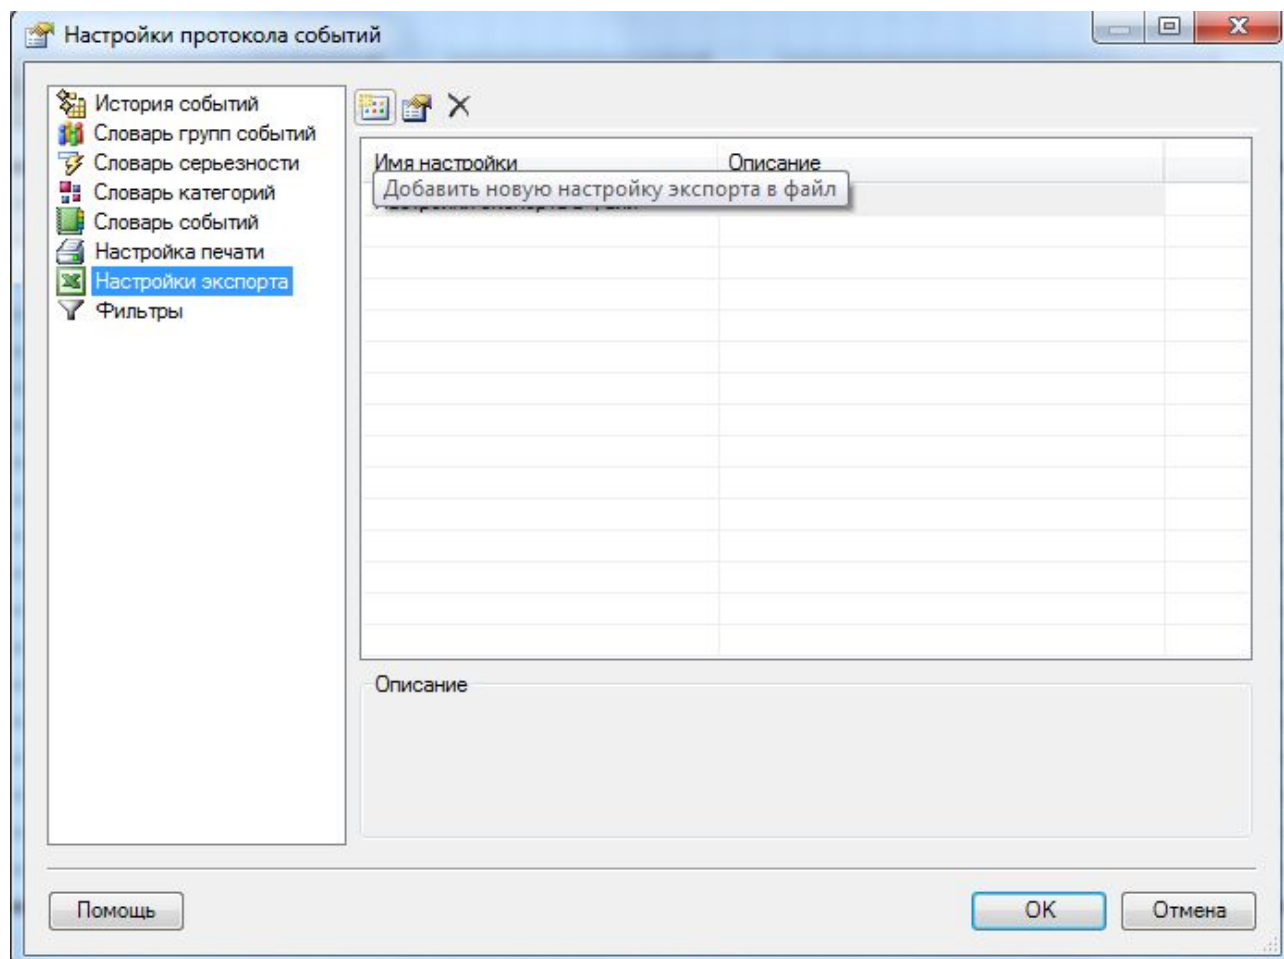 Настройки протокола событий
История событий
Словарь групп событий
Словарь серьезности
Словарь категорий
Словарь событий
Настройка печати
Настройки экспорта
Фильтры
Имя настройки Описание
Добавить новую настройку экспорта в файл
Описание
Помощь
OK Отмена